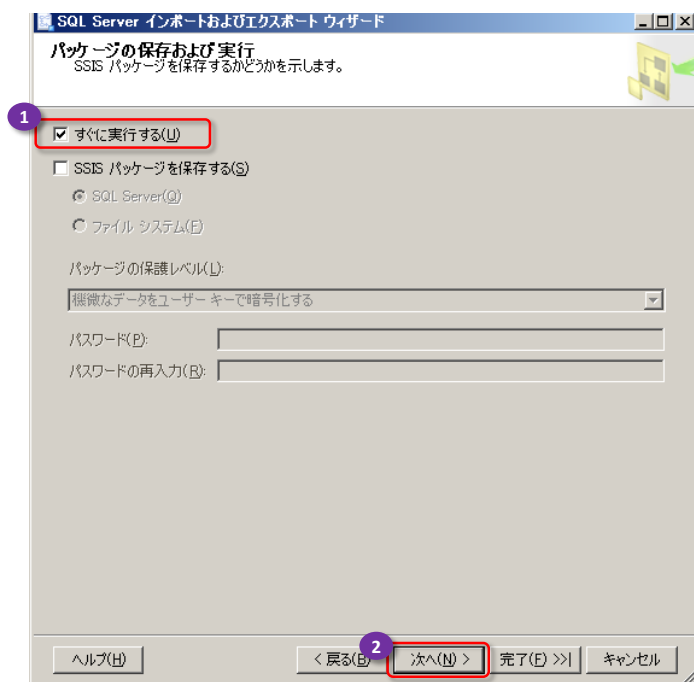 SQL Server インポートおよびエクスポート ウィザード
パッケージの保存および実行
SSIS パッケージを保存するかどうかを示します。
1
すぐに実行する(U)
SSIS パッケージを保存する(S)
SQL Server(Q)
ファイル システム(F)
パッケージの保護レベル(L):
機微なデータをユーザー キーで暗号化する
パスワード(P):
パスワードの再入力(R):
2
ヘルプ(H)
< 戻る(B)
次へ(N) >
完了(F) >>|
キャンセル